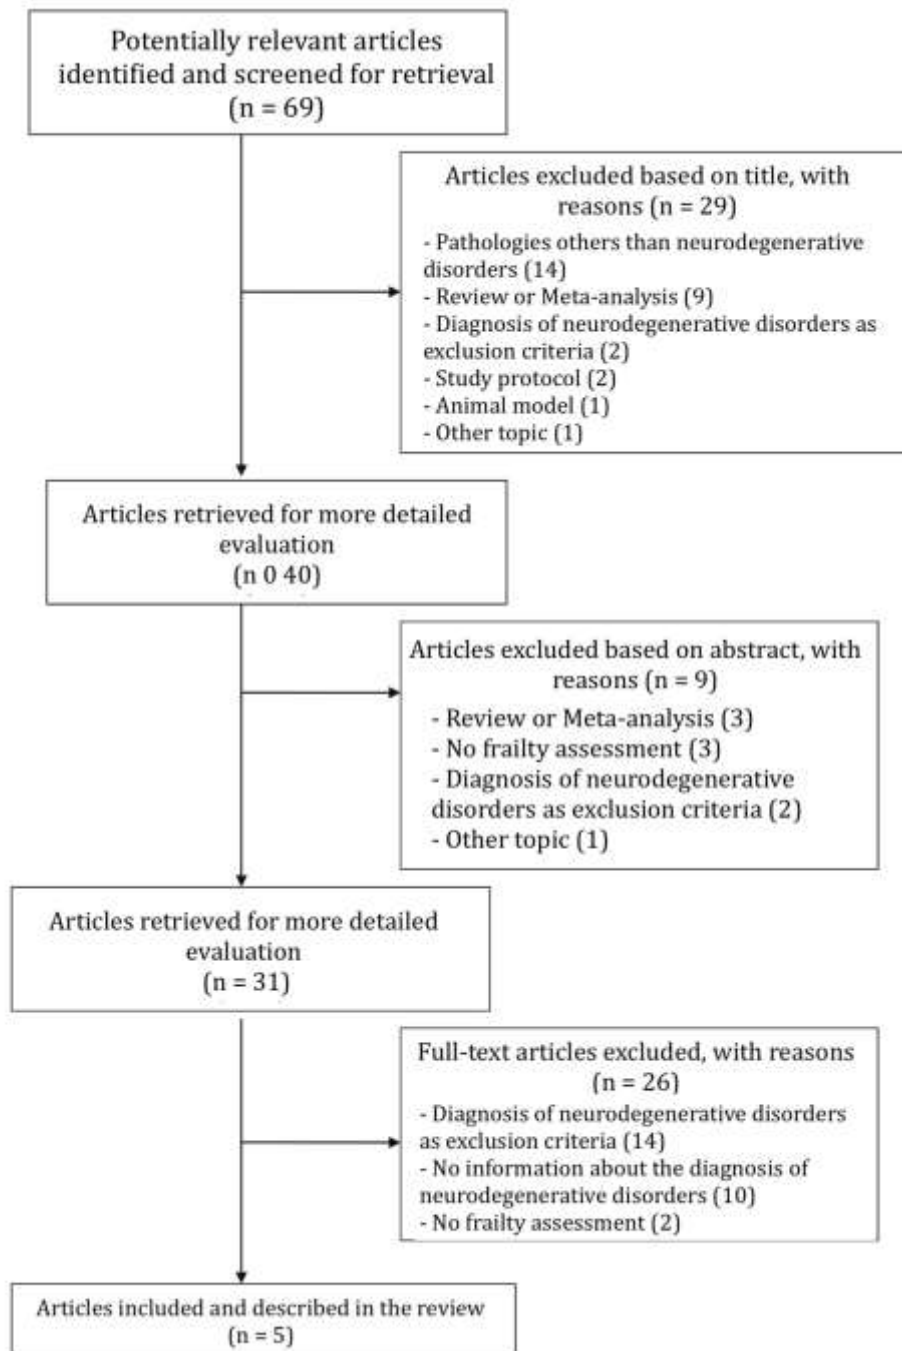 Potentially relevant articles
identified and screened for retrieval
(n = 69)
Articles excluded based on title, with
reasons (n = 29)
- Pathologies others than neurodegenerative
disorders (14)
- Review or Meta-analysis (9)
- Diagnosis of neurodegenerative disorders as
exclusion criteria (2)
- Study protocol (2)
- Animal model (1)
- Other topic (1)
Articles retrieved for more detailed
evaluation
(n 0 40)
Articles excluded based on abstract, with
reasons (n = 9)
- Review or Meta-analysis (3)
- No frailty assessment (3)
- Diagnosis of neurodegenerative
disorders as exclusion criteria (2)
- Other topic (1)
Articles retrieved for more detailed
evaluation
(n = 31)
Full-text articles excluded, with reasons
(n = 26)
- Diagnosis of neurodegenerative disorders
as exclusion criteria (14)
- No information about the diagnosis of
neurodegenerative disorders (10)
- No frailty assessment (2)
Articles included and described in the review
(n = 5)